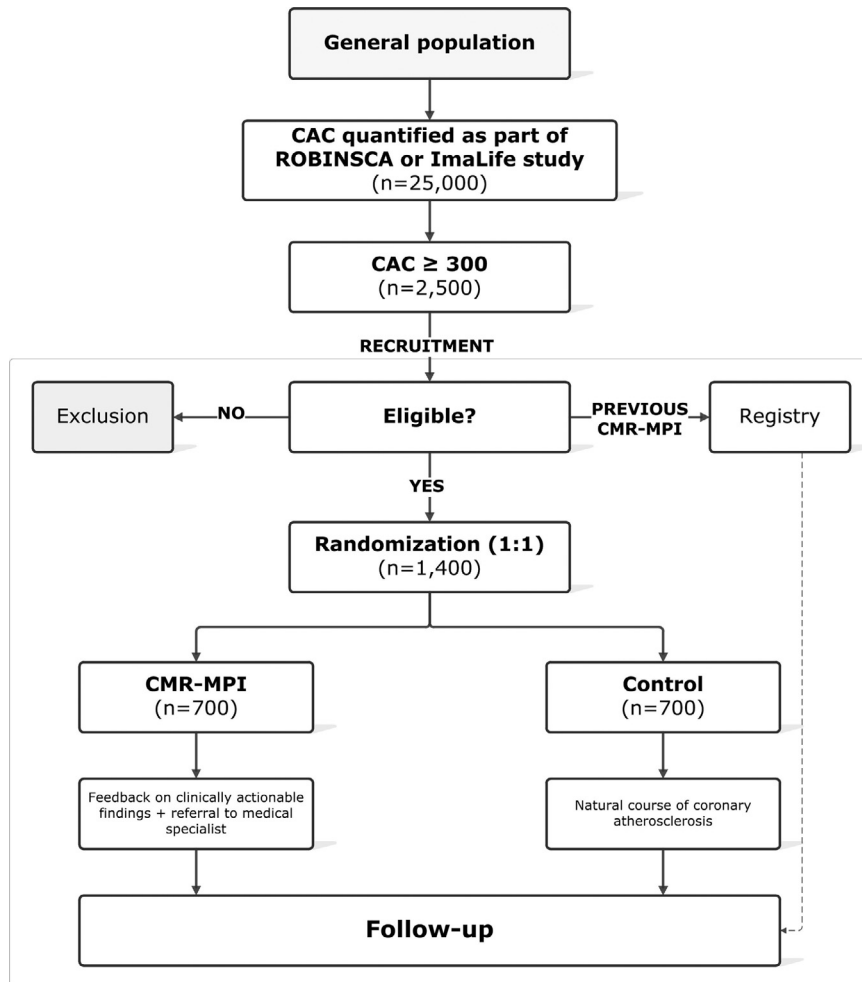 General population
CAC quantified as part of
ROBINSCA or ImaLife study
(n=25,000)
CAC ≥ 300
(n=2,500)
RECRUITMENT
Exclusion
NO
Eligible?
PREVIOUS
CMR-MPI
Registry
YES
Randomization (1:1)
(n=1,400)
CMR-MPI
(n=700)
Control
(n=700)
Feedback on clinically actionable
findings + referral to medical
specialist
Natural course of coronary
atherosclerosis
Follow-up